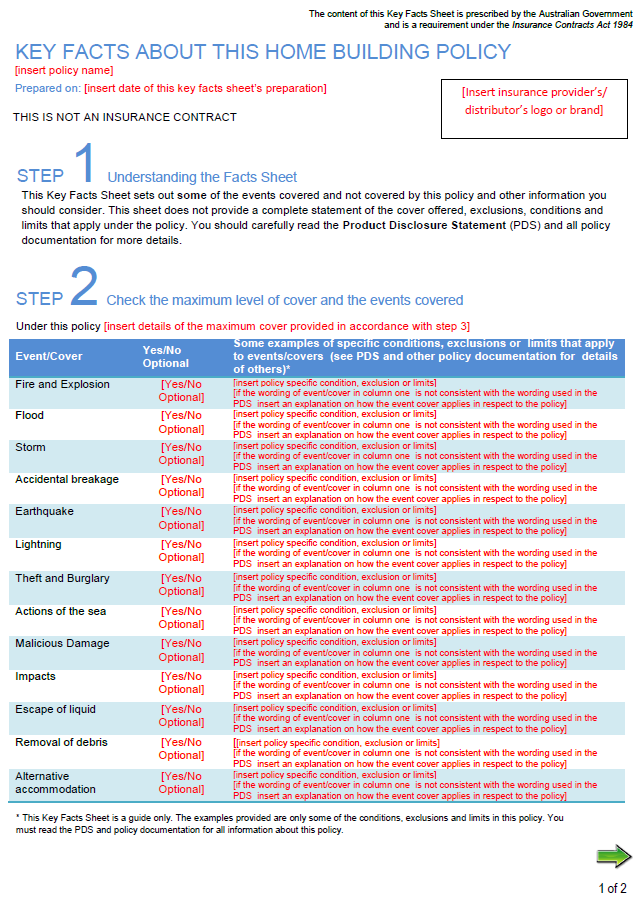 The content of this Key Facts Sheet is prescribed by the Australian Government
and is a requirement under the Insurance Contracts Act 1984
KEY FACTS ABOUT THIS HOME BUILDING POLICY
[insert policy name]
Prepared on: [insert date of this key facts sheet's preparation]
[Insert insurance provider's/
distributor's logo or brand]
THIS IS NOT AN INSURANCE CONTRACT
STEP 1 Understanding the Facts Sheet
This Key Facts Sheet sets out some of the events covered and not covered by this policy and other information you
should consider. This sheet does not provide a complete statement of the cover offered, exclusions, conditions and
limits that apply under the policy. You should carefully read the Product Disclosure Statement (PDS) and all policy
documentation for more details.
STEP 2 Check the maximum level of cover and the events covered
Under this policy [insert details of the maximum cover provided in accordance with step 3]
Event/Cover
Yes/No
Optional
Some examples of specific conditions, exclusions or limits that apply
to events/covers (see PDS and other policy documentation for details
of others)*
Fire and Explosion
[Yes/No
Optional]
[insert policy specific condition, exclusion or limits]
[if the wording of event/cover in column one is not consistent with the wording used in the
PDS insert an explanation on how the event cover applies in respect to the policy]
Flood
[Yes/No
Optional]
[insert policy specific condition, exclusion or limits]
[if the wording of event/cover in column one is not consistent with the wording used in the
PDS insert an explanation on how the event cover applies in respect to the policy]
Storm
[Yes/No
Optional]
[insert policy specific condition, exclusion or limits]
[if the wording of event/cover in column one is not consistent with the wording used in the
PDS insert an explanation on how the event cover applies in respect to the policy]
Accidental breakage
[Yes/No
Optional]
[insert policy specific condition, exclusion or limits]
[if the wording of event/cover in column one is not consistent with the wording used in the
PDS insert an explanation on how the event cover applies in respect to the policy]
Earthquake
[Yes/No
Optional]
[insert policy specific condition, exclusion or limits]
[if the wording of event/cover in column one is not consistent with the wording used in the
PDS insert an explanation on how the event cover applies in respect to the policy]
Lightning
[Yes/No
Optional]
[insert policy specific condition, exclusion or limits]
[if the wording of event/cover in column one is not consistent with the wording used in the
PDS insert an explanation on how the event cover applies in respect to the policy]
Theft and Burglary
[Yes/No
Optional]
[insert policy specific condition, exclusion or limits]
[if the wording of event/cover in column one is not consistent with the wording used in the
PDS insert an explanation on how the event cover applies in respect to the policy]
Actions of the sea
[Yes/No
Optional]
[insert policy specific condition, exclusion or limits]
[if the wording of event/cover in column one is not consistent with the wording used in the
PDS insert an explanation on how the event cover applies in respect to the policy]
Malicious Damage
[Yes/No
Optional]
[insert policy specific condition, exclusion or limits]
[if the wording of event/cover in column one is not consistent with the wording used in the
PDS insert an explanation on how the event cover applies in respect to the policy]
Impacts
[Yes/No
Optional]
[insert policy specific condition, exclusion or limits]
[if the wording of event/cover in column one is not consistent with the wording used in the
PDS insert an explanation on how the event cover applies in respect to the policy]
Escape of liquid
[Yes/No
Optional]
[insert policy specific condition, exclusion or limits]
[if the wording of event/cover in column one is not consistent with the wording used in the
PDS insert an explanation on how the event cover applies in respect to the policy]
Removal of debris
[Yes/No
Optional]
[[insert policy specific condition, exclusion or limits]
[if the wording of event/cover in column one is not consistent with the wording used in the
PDS insert an explanation on how the event cover applies in respect to the policy]
Alternative
accommodation
[Yes/No
Optional]
[insert policy specific condition, exclusion or limits]
[if the wording of event/cover in column one is not consistent with the wording used in the
PDS insert an explanation on how the event cover applies in respect to the policy]
* This Key Facts Sheet is a guide only. The examples provided are only some of the conditions, exclusions and limits in this policy. You
must read the PDS and policy documentation for all information about this policy.
1 of 2